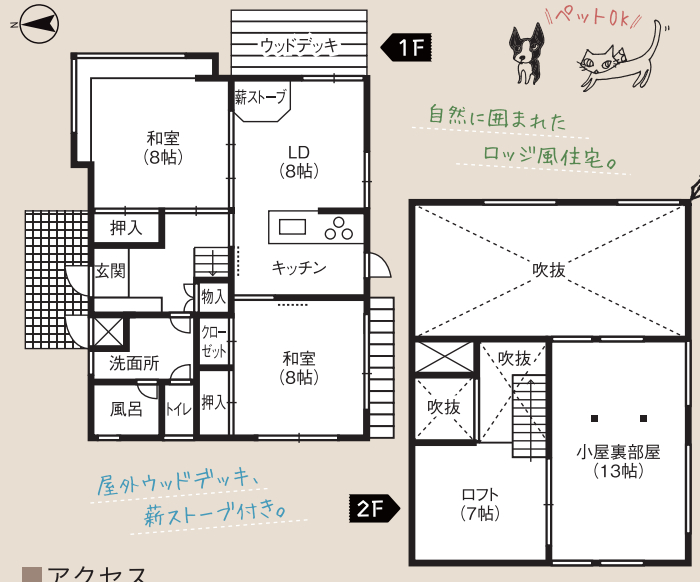 N
ウッドデッキ
1F
\\ペットOK//
薪ストーブ
和室
(8帖)
LD
(8帖)
自然に囲まれた
ロッジ風住宅。
押入
玄関
キッチン
物入
クロー
ゼット
和室
(8帖)
洗面所
風呂
トイレ
押入
吹抜
吹抜
吹抜
小屋裏部屋
(13帖)
ロフト
(7帖)
屋外ウッドデッキ、
薪ストーブ付き。
2F
■アクセス